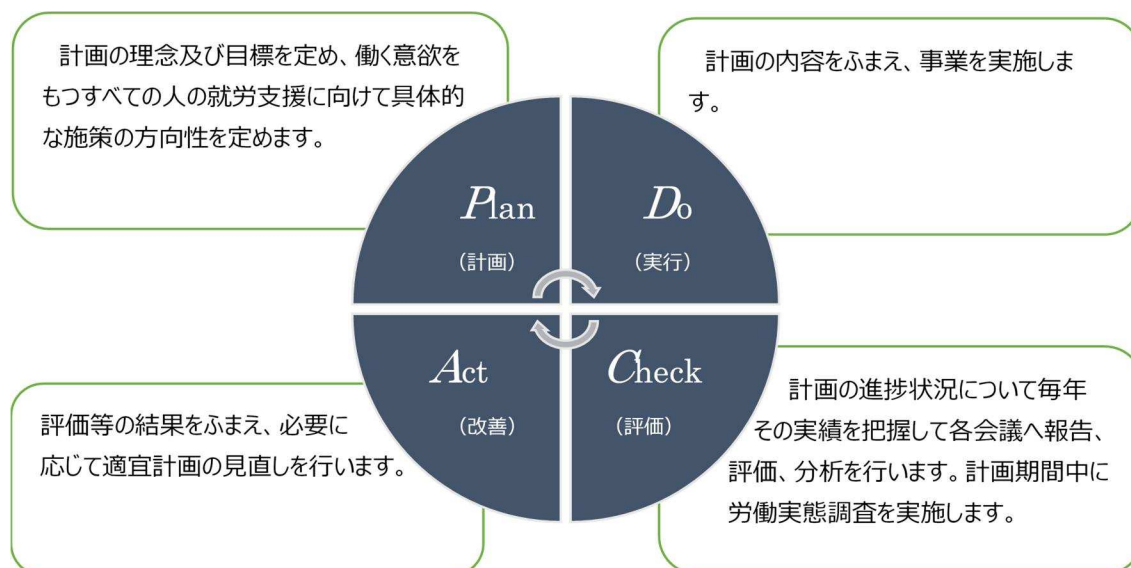 計画の理念及び目標を定め、働く意欲を
もつすべての人の就労支援に向けて具体的
な施策の方向性を定めます。
計画の内容をふまえ、事業を実施しま
す。
Plan
(計画)
Do
(実行)
Act
(改善)
Check
(評価)
評価等の結果をふまえ、必要に
応じて適宜計画の見直しを行います。
計画の進捗状況について毎年
その実績を把握して各会議へ報告、
評価、分析を行います。計画期間中に
労働実態調査を実施します。